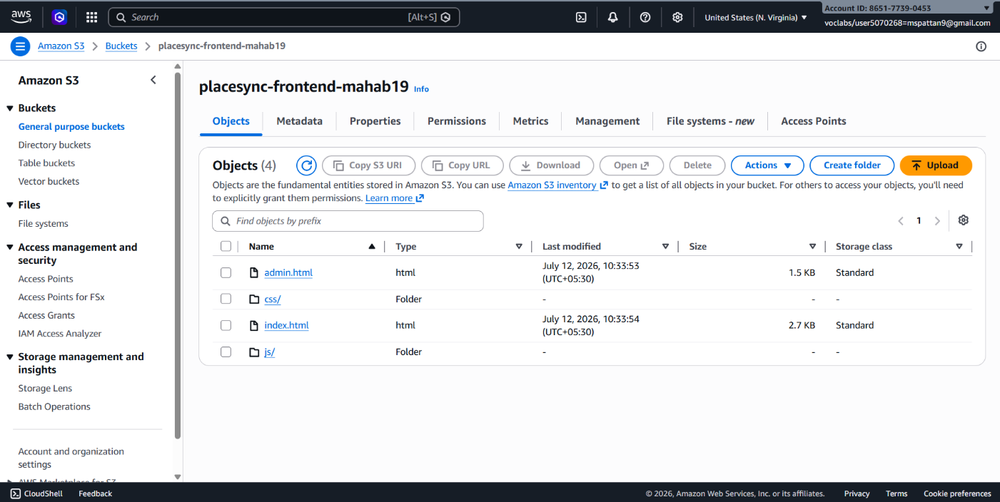 aws
Search
[Alt+S]
United States (N. Virginia)
Account ID: 8651-7739-0453
voclabs/user5070268=mspattan9@gmail.com
Amazon S3
Buckets
placesync-frontend-mahab19
Amazon S3
Buckets
General purpose buckets
Directory buckets
Table buckets
Vector buckets
Files
File systems
Access management and
security
Access Points
Access Points for FSx
Access Grants
IAM Access Analyzer
Storage management and
insights
Storage Lens
Batch Operations
Account and organization
settings
AWS Marketplace for S3
placesync-frontend-mahab19 Info
Objects
Metadata
Properties
Permissions
Metrics
Management
File systems - new
Access Points
Objects (4)
Copy S3 URI
Copy URL
Download
Open
Delete
Actions
Create folder
Upload
Objects are the fundamental entities stored in Amazon S3. You can use Amazon S3 inventory to get a list of all objects in your bucket. For others to access your objects, you'll need
to explicitly grant them permissions. Learn more
Find objects by prefix
1
Name Type Last modified Size Storage class
admin.html html July 12, 2026, 10:33:53 (UTC+05:30) 1.5 KB Standard
css/ Folder - - -
index.html html July 12, 2026, 10:33:54 (UTC+05:30) 2.7 KB Standard
js/ Folder - - -
CloudShell
Feedback
© 2026, Amazon Web Services, Inc. or its affiliates.
Privacy
Terms
Cookie preferences